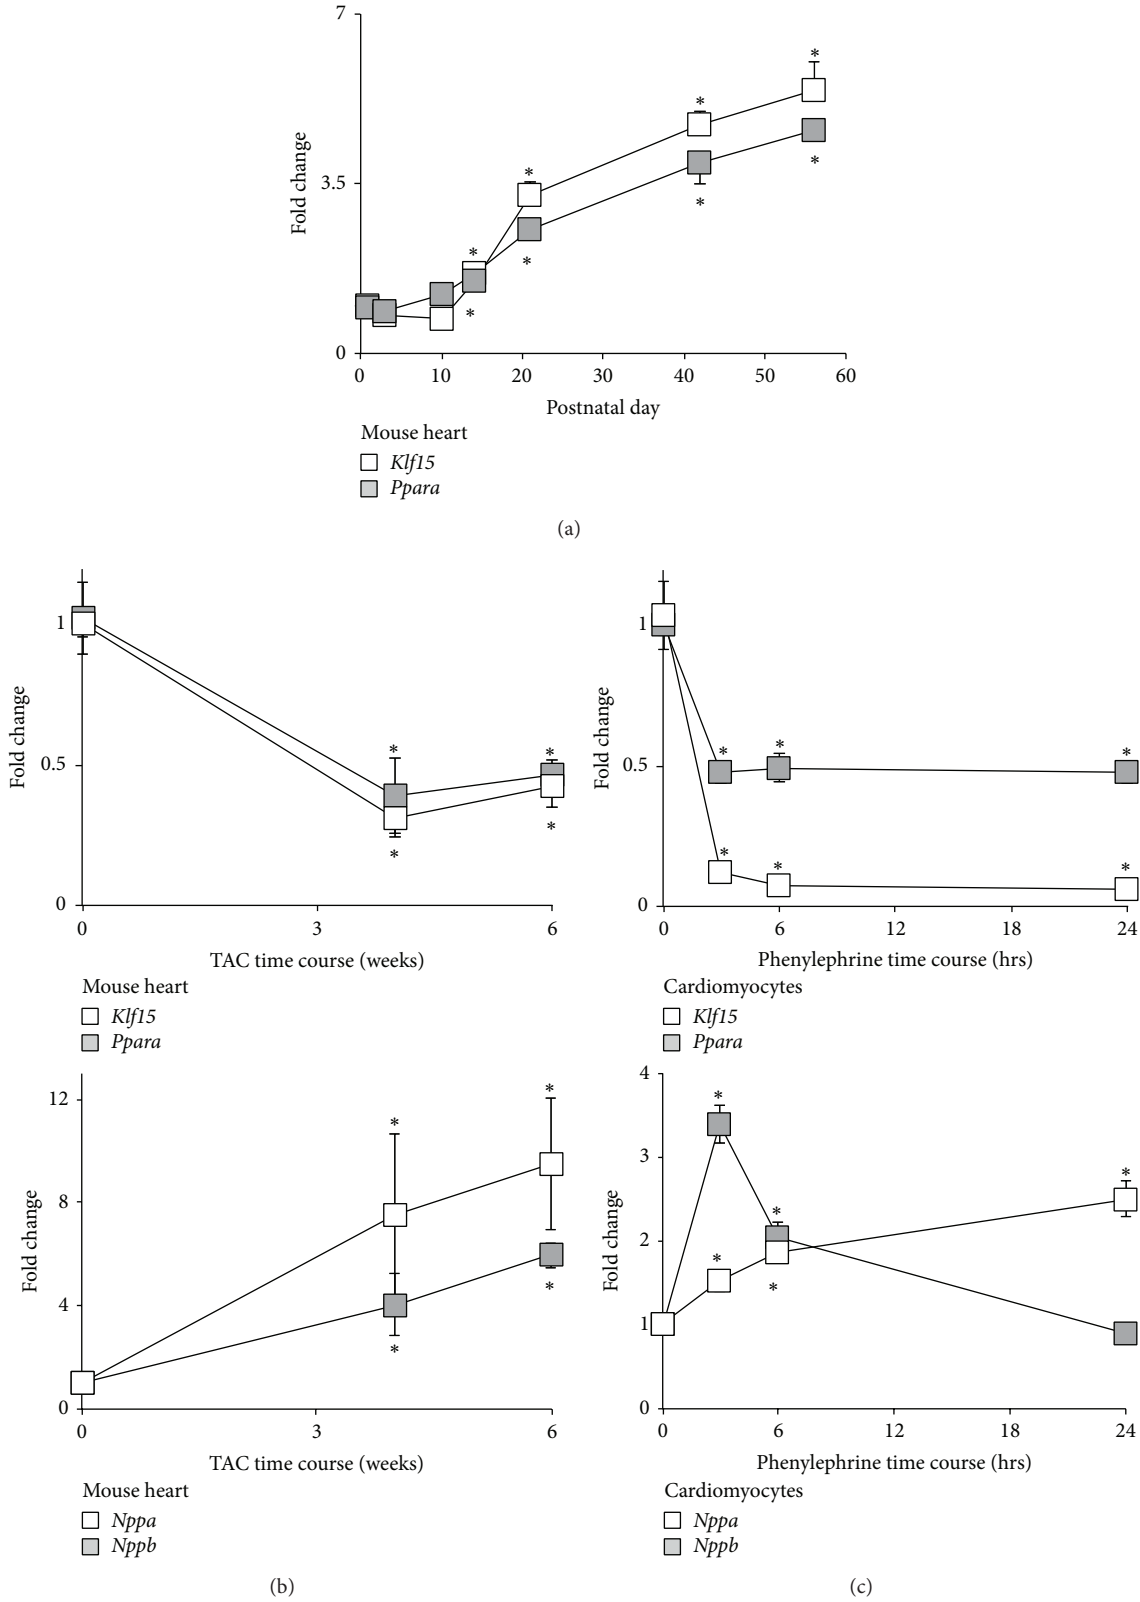 7
3.5
0
Fold change
0 10 20 30 40 50 60
Postnatal day
* * * * * * * *
Mouse heart
Klf15
Ppara
(a)
1
0.5
0
Fold change
* * * *
0 3 6
TAC time course (weeks)
Mouse heart
Klf15
Ppara
1
0.5
0
Fold change
* * * * * *
0 6 12 18 24
Phenylephrine time course (hrs)
Cardiomyocytes
Klf15
Ppara
12
8
4
0
Fold change
* * * *
0 3 6
TAC time course (weeks)
Mouse heart
Nppa
Nppb
(b)
4
3
2
1
0
Fold change
* * * * *
0 6 12 18 24
Phenylephrine time course (hrs)
Cardiomyocytes
Nppa
Nppb
(c)